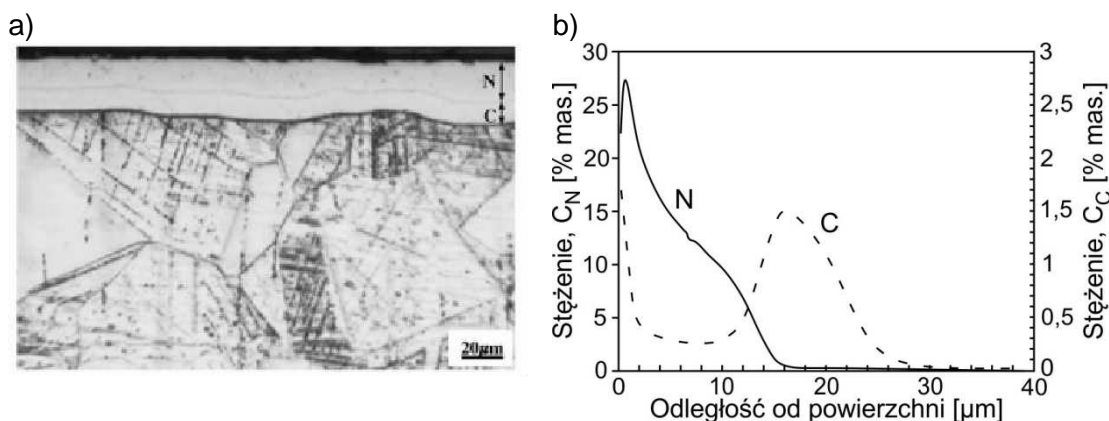 a)
N
C
20µm
b)
30
25
20
15
10
5
0
Stężenie, C_N [% mas.]
N
C
3
2,5
2
1,5
1
0,5
0
Stężenie, C_C [% mas.]
0
10
20
30
40
Odległość od powierzchni [µm]